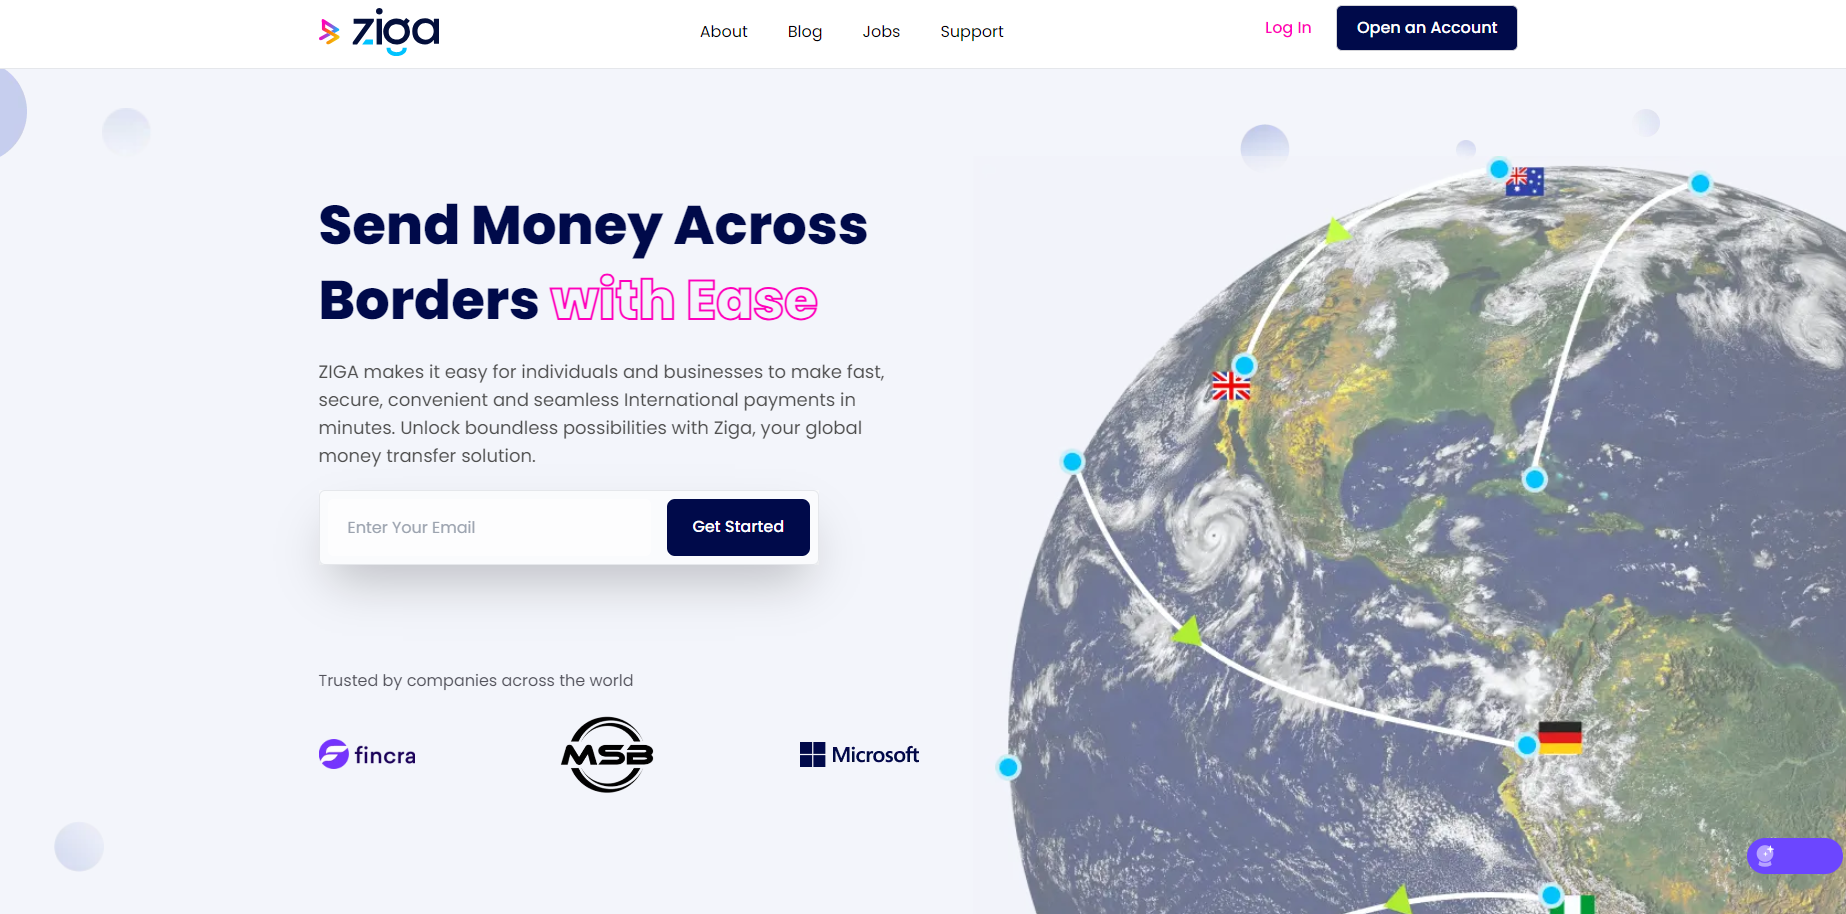 ziga
About
Blog
Jobs
Support
Log In
Open an Account
Send Money Across
Borders with Ease
ZIGA makes it easy for individuals and businesses to make fast,
secure, convenient and seamless International payments in
minutes. Unlock boundless possibilities with Ziga, your global
money transfer solution.
Enter Your Email
Get Started
Trusted by companies across the world
fincra
MSB
Microsoft